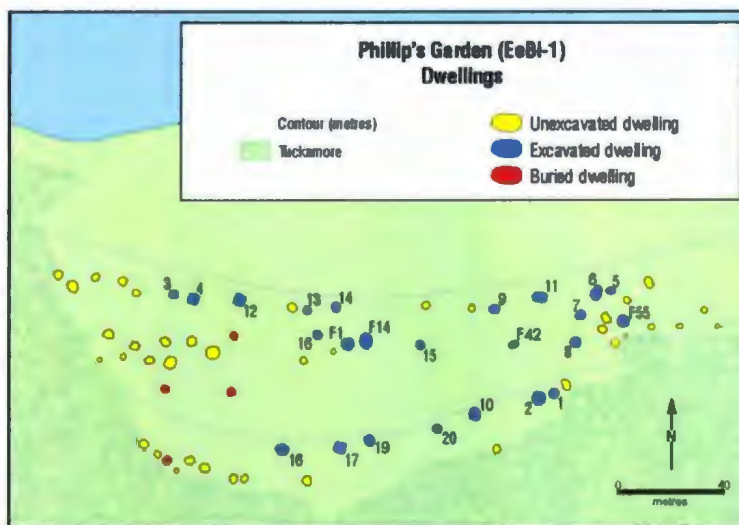 Phillip's Garden (EeBi-1)
Dwellings
Contour (metres)
Tuckamore
Unexcavated dwelling
Excavated dwelling
Buried dwelling
3
4
12
13
14
9
11
6
5
7
F55
16
F1
F14
15
F42
8
2
1
10
20
16
17
19
N
0
40
metres